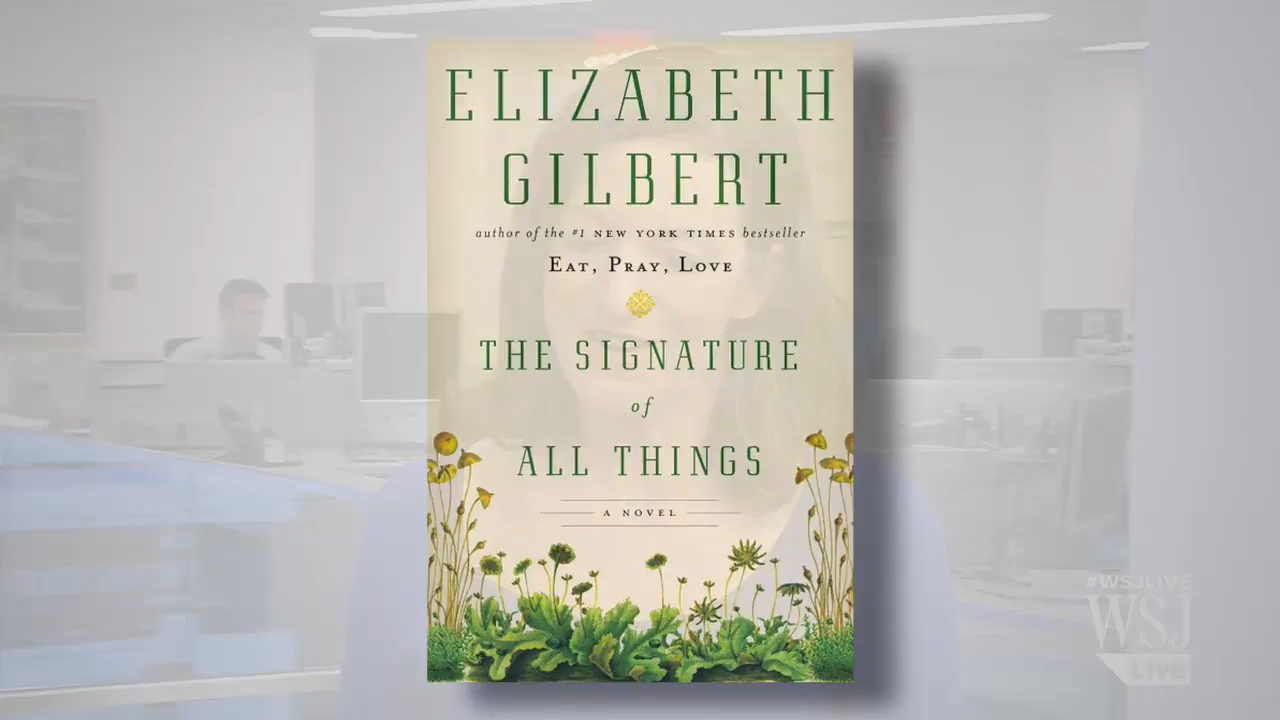 ELIZABETH
GILBERT
author of the #1 NEW YORK TIMES bestseller
EAT, PRAY, LOVE
THE SIGNATURE
of
ALL THINGS
A NOVEL
#WSJLIVE
WSJ
Live